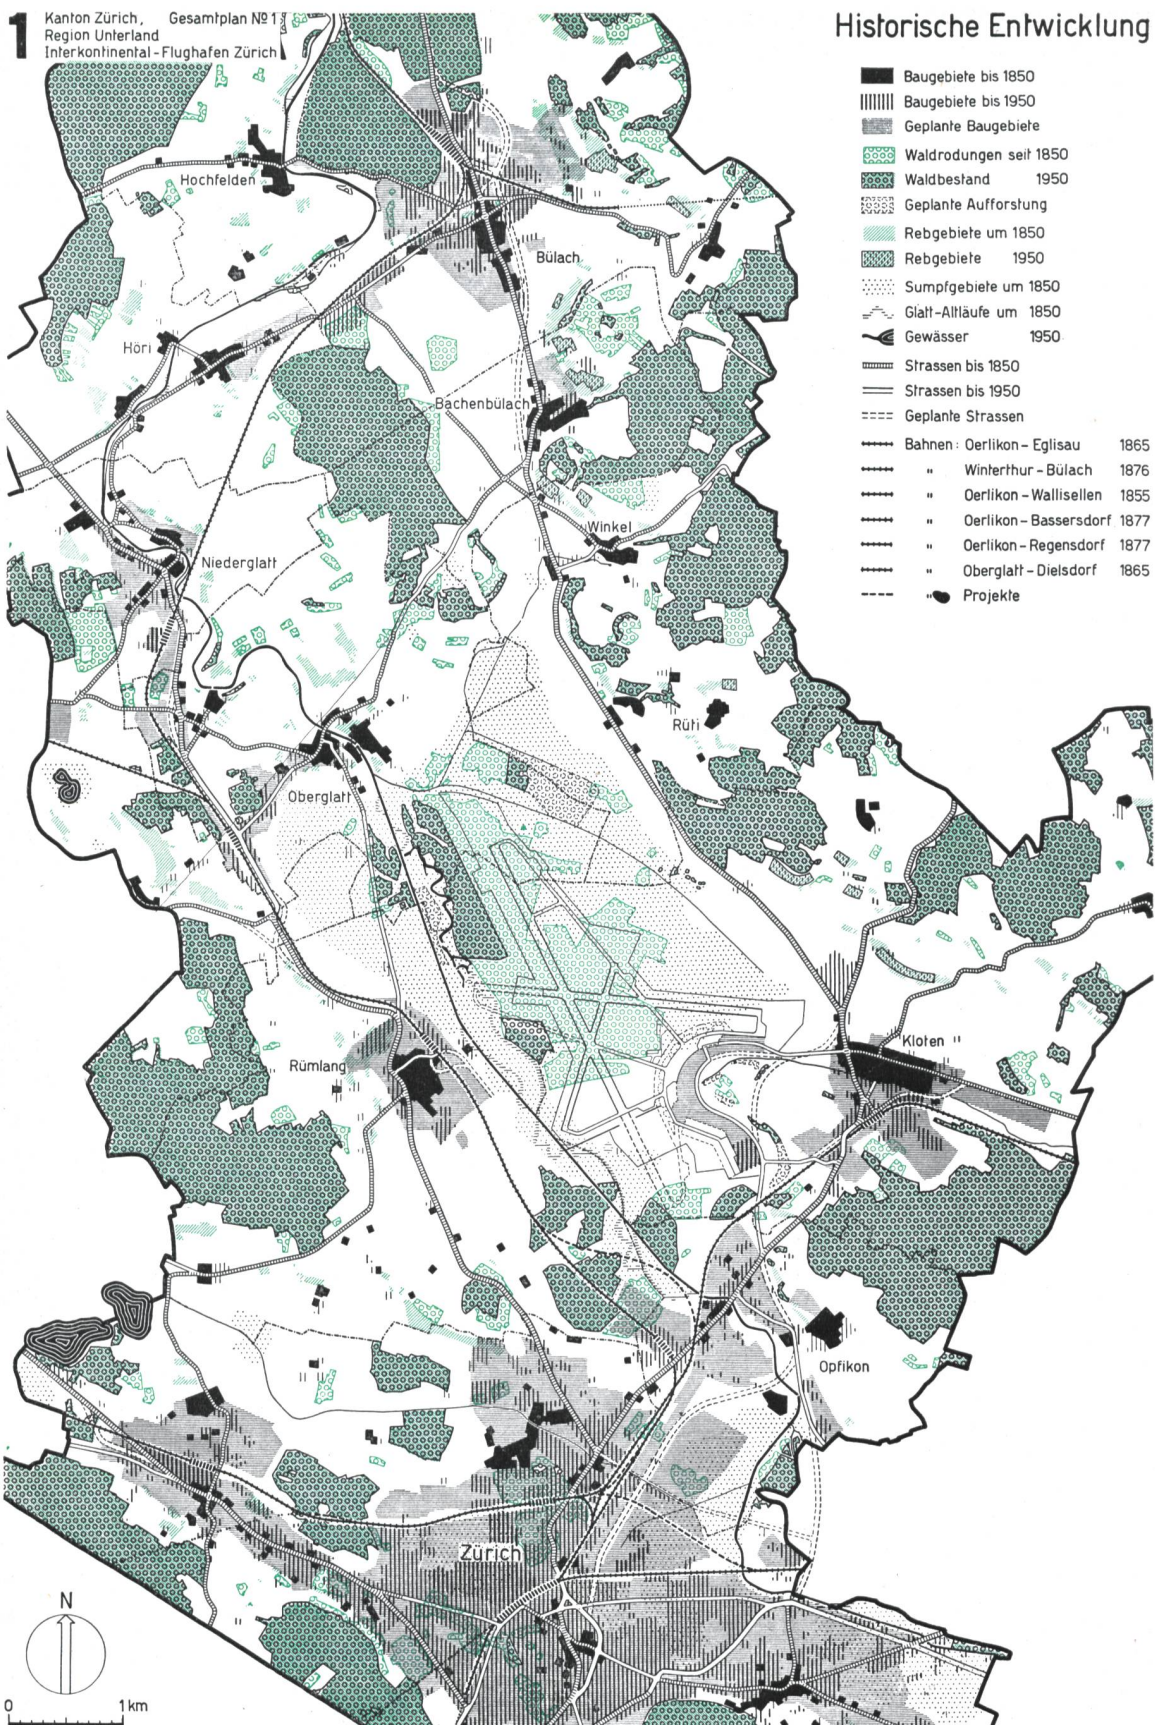 1
Kanton Zürich, Gesamtplan No 1
Region Unterland
Interkontinental-Flughafen Zürich
Historische Entwicklung
Baugebiete bis 1850
Baugebiete bis 1950
Geplante Baugebiete
Waldrodungen seit 1850
Waldbestand 1950
Geplante Aufforstung
Rebgebiete um 1850
Rebgebiete 1950
Sumpfgebiete um 1850
Glatt-Altläufe um 1850
Gewässer 1950
Strassen bis 1850
Strassen bis 1950
Geplante Strassen
Bahnen: Oerlikon-Eglisau 1865
" Winterthur-Bülach 1876
" Oerlikon-Wallisellen 1855
" Oerlikon-Bassersdorf 1877
" Oerlikon-Regensdorf 1877
" Oberglatt-Dielsdorf 1865
" Projekte
Hochfelden
Bülach
Höri
Bachenbülach
Winkel
Niederglatt
Rüti
Oberglatt
Kloten
Rümlang
Opfikon
Zürich
N
0 1km